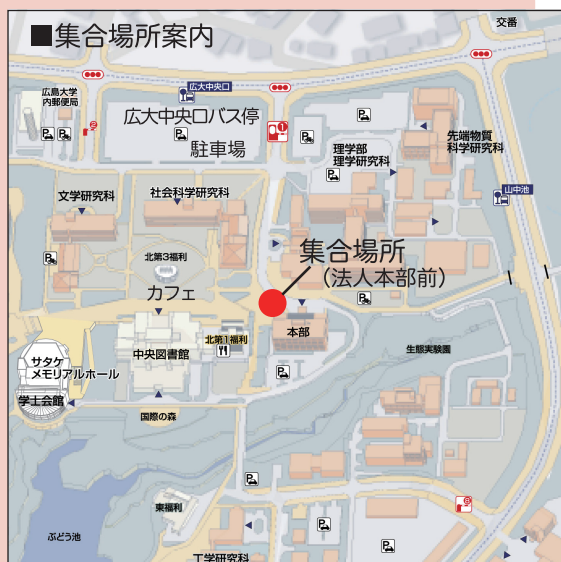 ■集合場所案内
交番
広島大学
内郵便局
広大中央口
広大中央口バス停
駐車場
2
1
理学部
理学研究科
先端物質
科学研究科
山中池
文学研究科
社会科学研究科
北第3福利
カフェ
集合場所
(法人本部前)
中央図書館
北第1福利
本部
生態実験園
サタケ
メモリアルホール
学士会館
国際の森
東福利
ぶどう池
工学研究科
8